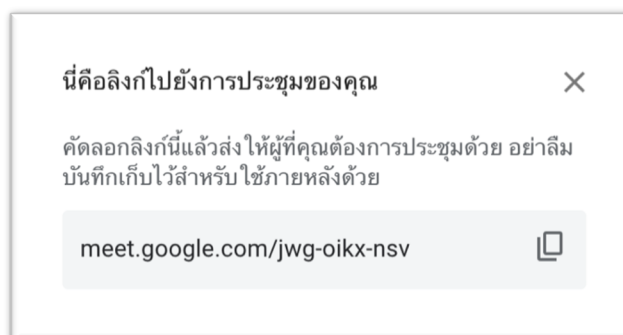 นี่คือลิงก์ไปยังการประชุมของคุณ
คัดลอกลิงก์นี้แล้วส่งให้ผู้ที่คุณต้องการประชุมด้วย อย่าลืม
บันทึกเก็บไว้สำหรับใช้ภายหลังด้วย
meet.google.com/jwg-oikx-nsv